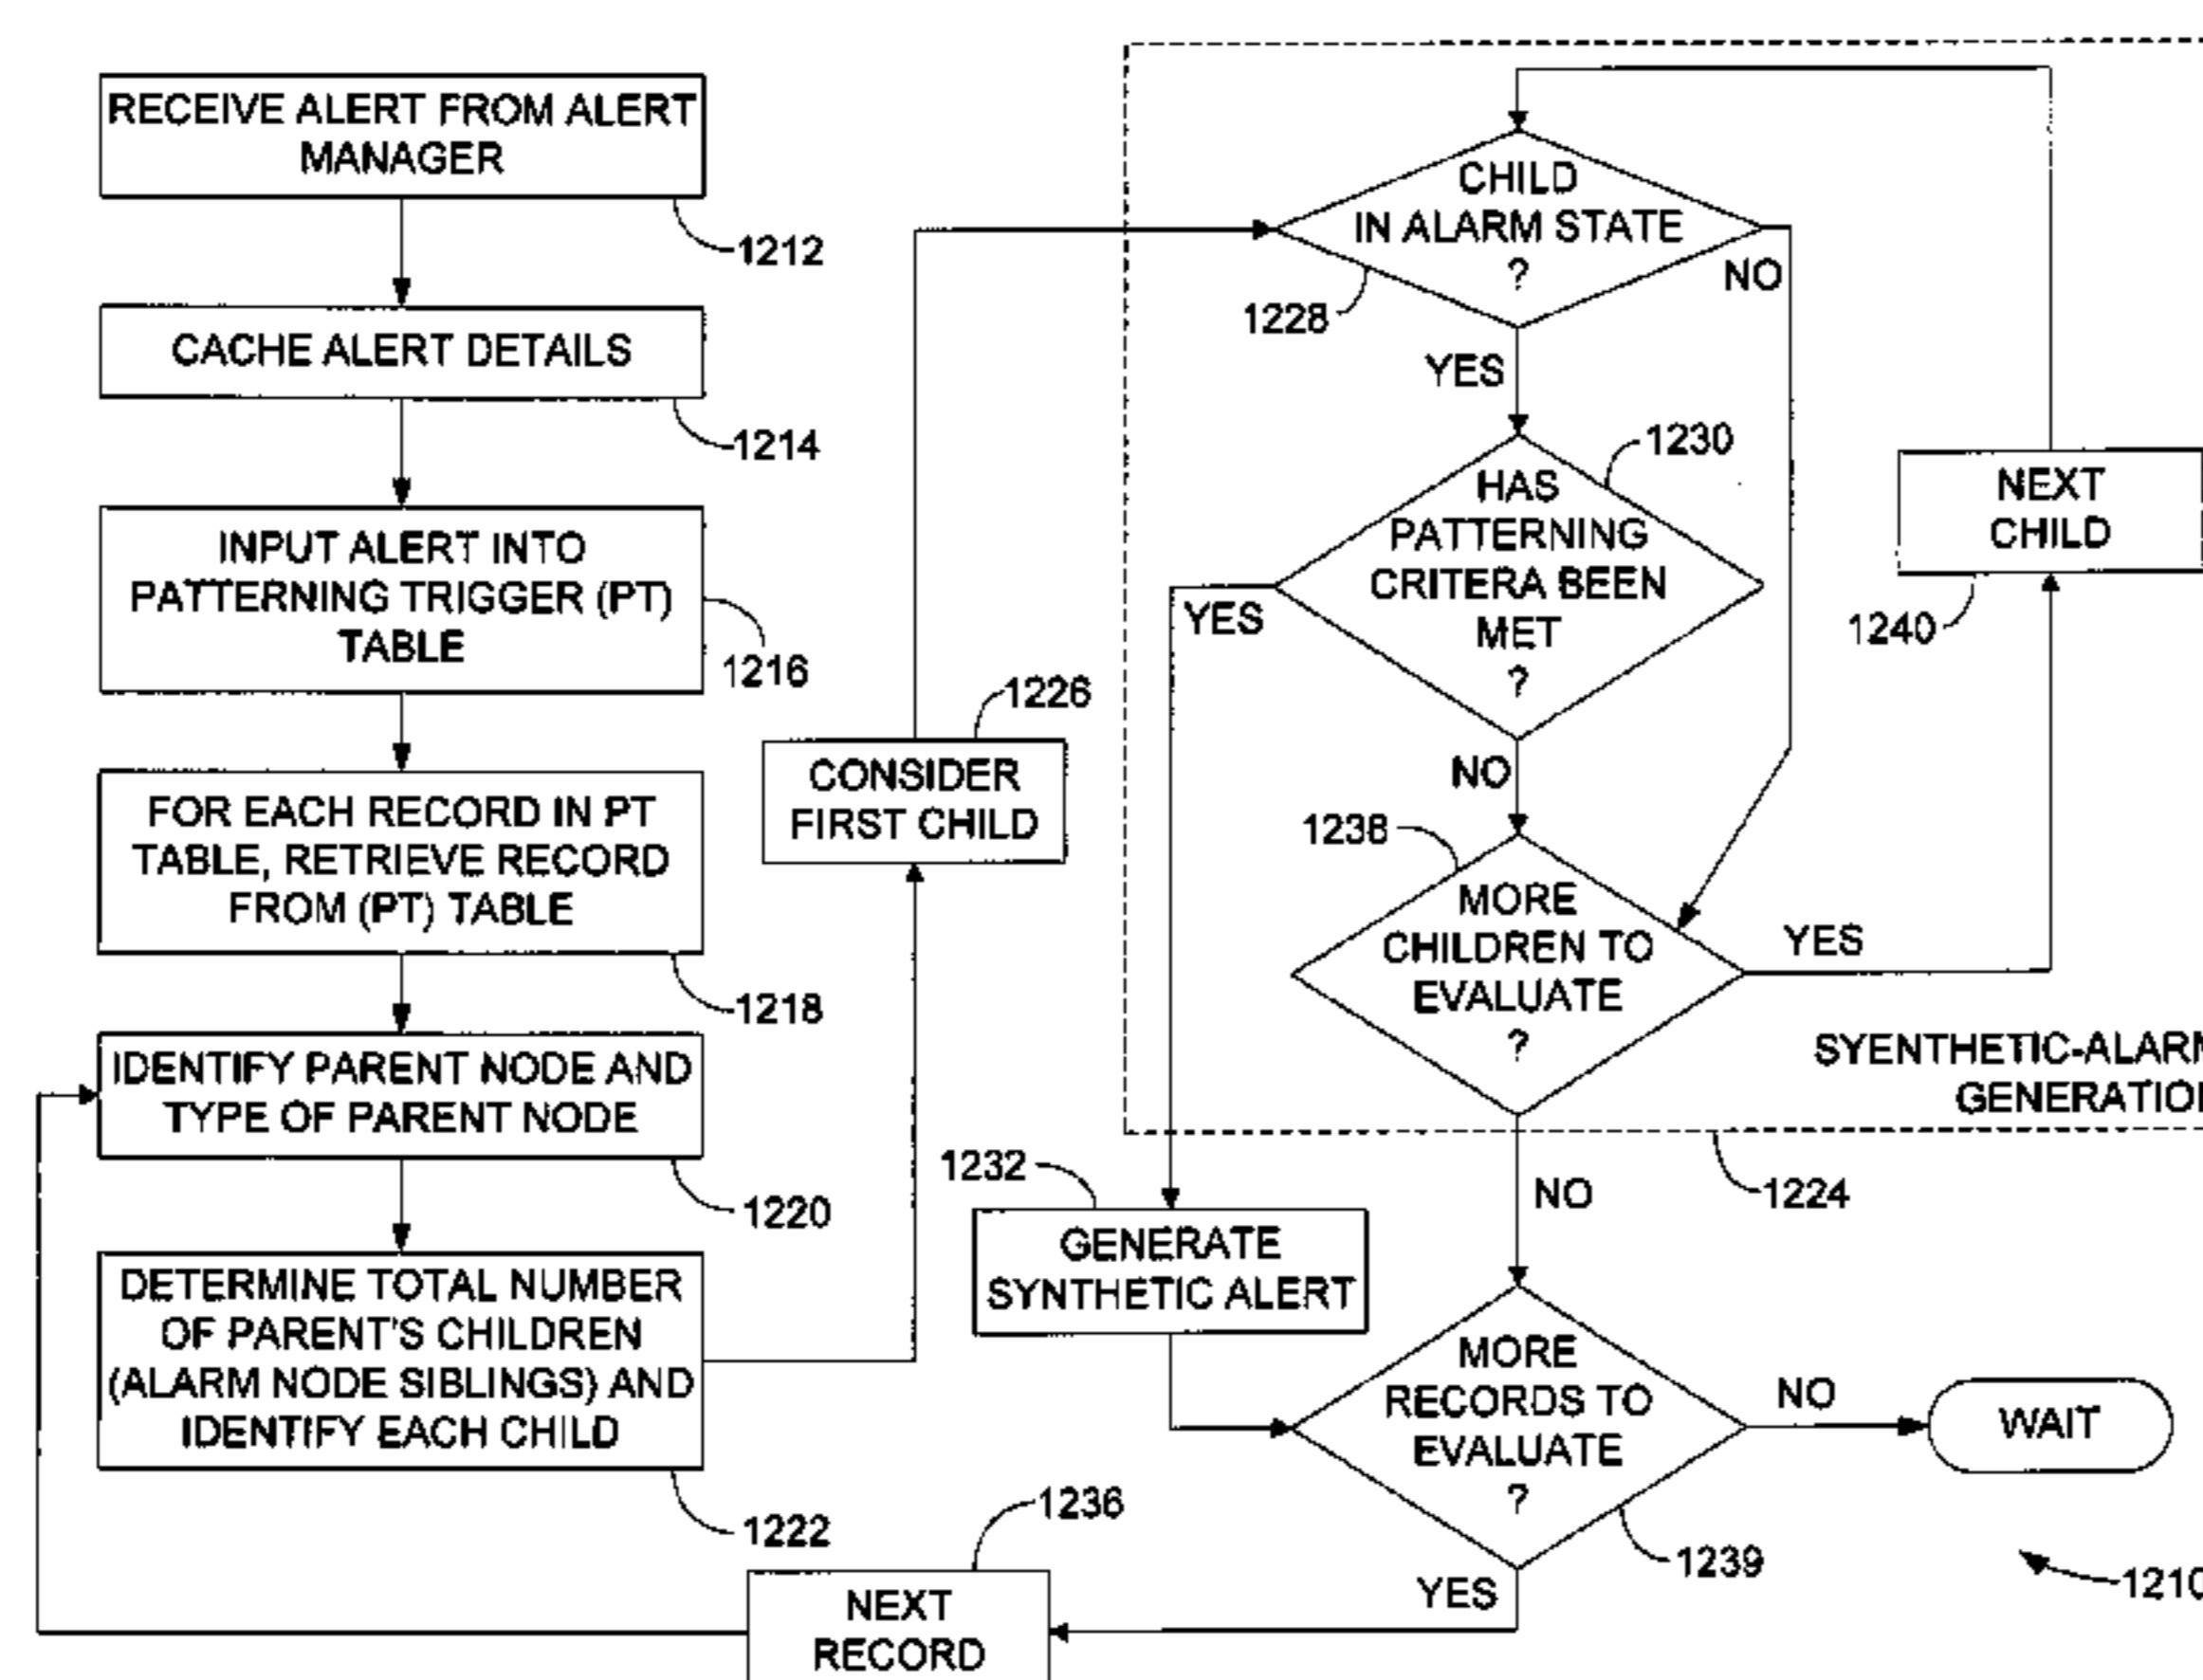 RECEIVE ALERT FROM ALERT
MANAGER
1212
CACHE ALERT DETAILS
1214
INPUT ALERT INTO
PATTERNING TRIGGER (PT)
TABLE
1216
FOR EACH RECORD IN PT
TABLE, RETRIEVE RECORD
FROM (PT) TABLE
1218
IDENTIFY PARENT NODE AND
TYPE OF PARENT NODE
1220
DETERMINE TOTAL NUMBER
OF PARENT'S CHILDREN
(ALARM NODE SIBLINGS) AND
IDENTIFY EACH CHILD
1222
1226
CONSIDER
FIRST CHILD
CHILD
IN ALARM STATE
?
1228
NO
YES
1230
HAS
PATTERNING
CRITERA BEEN
MET
?
YES
NO
1238
MORE
CHILDREN TO
EVALUATE
?
YES
NEXT
CHILD
1240
SYENTHETIC-ALARM
GENERATION
1224
NO
1232
GENERATE
SYNTHETIC ALERT
MORE
RECORDS TO
EVALUATE
?
NO
WAIT
1239
YES
1236
NEXT
RECORD
1210